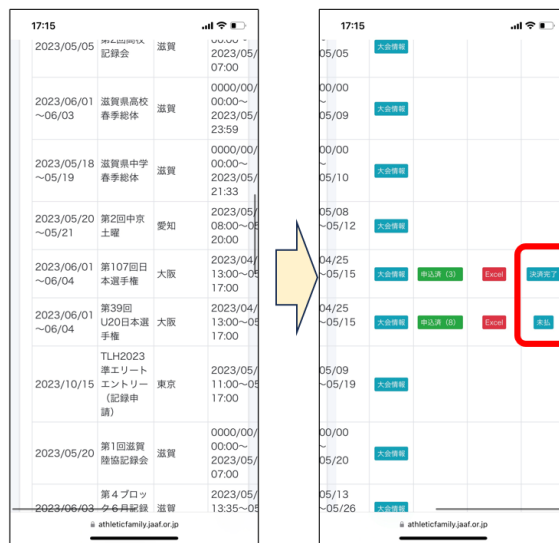 17:15
2023/05/05
記録会
滋賀
2023/05/
07:00
2023/06/01
~06/03
滋賀県高校
春季総体
滋賀
0000/00/
00:00~
2023/05/
23:59
2023/05/18
~05/19
滋賀県中学
春季総体
滋賀
0000/00/
00:00~
2023/05/
21:33
2023/05/20
~05/21
第2回中京
土曜
愛知
2023/05/
08:00~05
20:00
2023/06/01
~06/04
第107回日
本選手権
大阪
2023/04/
13:00~05
17:00
2023/06/01
~06/04
第39回
U20日本選
手権
大阪
2023/04/
13:00~05
17:00
2023/10/15
TLH2023
準エリート
エントリー
(記録申
請)
東京
2023/05/
11:00~05
17:00
2023/05/20
第1回滋賀
陸協記録会
滋賀
0000/00/
00:00~
2023/05/
07:00
2023/06/03
第4ブロッ
ク6月記録
滋賀
2023/05/
13:35~05
athleticfamily.jaaf.or.jp
17:15
05/05
大会情報
00/00
~
05/09
大会情報
00/00
~
05/10
大会情報
05/08
~05/12
大会情報
04/25
~05/15
大会情報
申込済 (3)
Excel
決済完了
04/25
~05/15
大会情報
申込済 (8)
Excel
未払
05/09
~05/19
大会情報
00/00
~
05/20
大会情報
05/13
~05/26
大会情報
athleticfamily.jaaf.or.jp